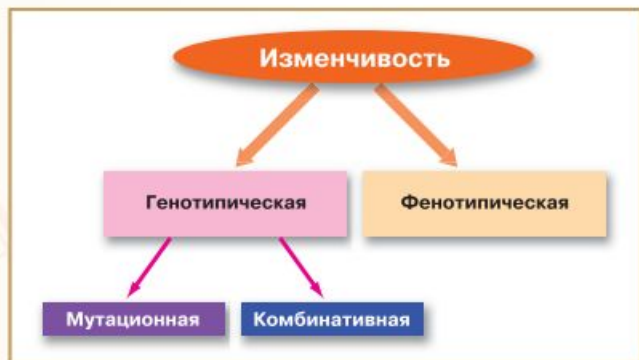 Изменчивость
Генотипическая
Фенотипическая
Мутационная
Комбинативная